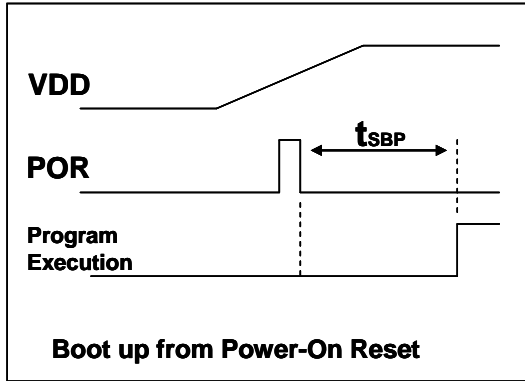 VDD
tSBP
POR
Program
Execution
Boot up from Power-On Reset